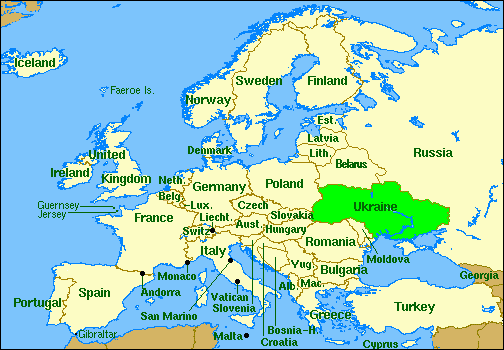 Iceland
Faeroe Is.
Norway
Sweden
Finland
Est.
Latvia
Lith.
Russia
Denmark
Belarus
United
Kingdom
Ireland
Neth.
Belg.
Germany
Poland
Guernsey
Jersey
Lux.
Czech
Ukraine
France
Liecht.
Slovakia
Switz.
Aust.
Hungary
Italy
Romania
Moldova
Yug.
Bulgaria
Georgia
Monaco
Andorra
Alb.
Mac.
Portugal
Spain
Vatican
San Marino
Slovenia
Greece
Turkey
Gibraltar
Bosnia-H.
Malta
Croatia
Cyprus